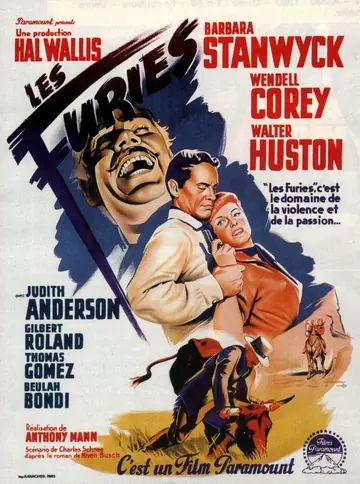 Paramount présente
Une production
HAL WALLIS
BARBARA
STANWYCK
WENDELL
COREY
WALTER
HUSTON
LES
FURIES
"Les Furies", c'est
le domaine de
la violence
et de la
passion...
avec JUDITH
ANDERSON
GILBERT
ROLAND
THOMAS
GOMEZ
BEULAH
BONDI
Réalisation de
ANTHONY MANN
Scénario de Charles Schnee
d'après le roman de Niven Busch
C'est un Film Paramount
Films
Paramount